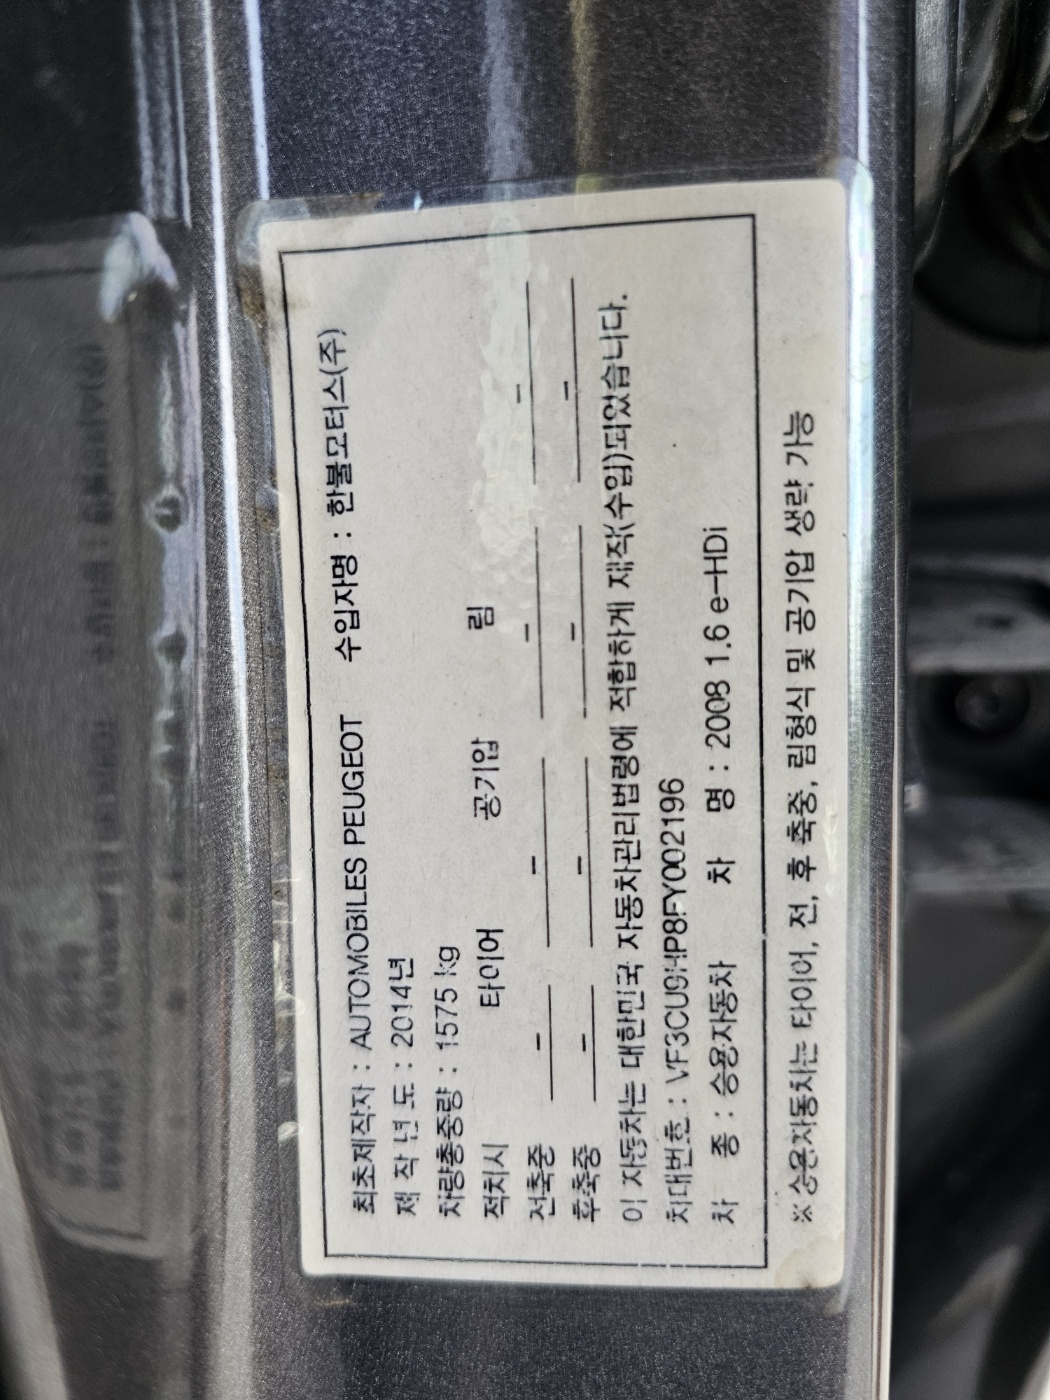 최초제작자 : AUTOMOBILES PEUGEOT 수입자명 : 한불모터스(주)
제 작 년 도 : 2014년
차량총중량 : 1575 kg
적차시 타이어 공기압 림
전축중 - - - -
후축중 - - - -
이 자동차는 대한민국 자동차관리법령에 적합하게 제작(수입)되었습니다.
차대번호 : VF3CU9HP8FY002196
차 종 : 승용자동차 차 명 : 2008 1.6 e-HDi
※ 승용자동차는 타이어, 전, 후 축중, 림형식 및 공기압 생략 가능